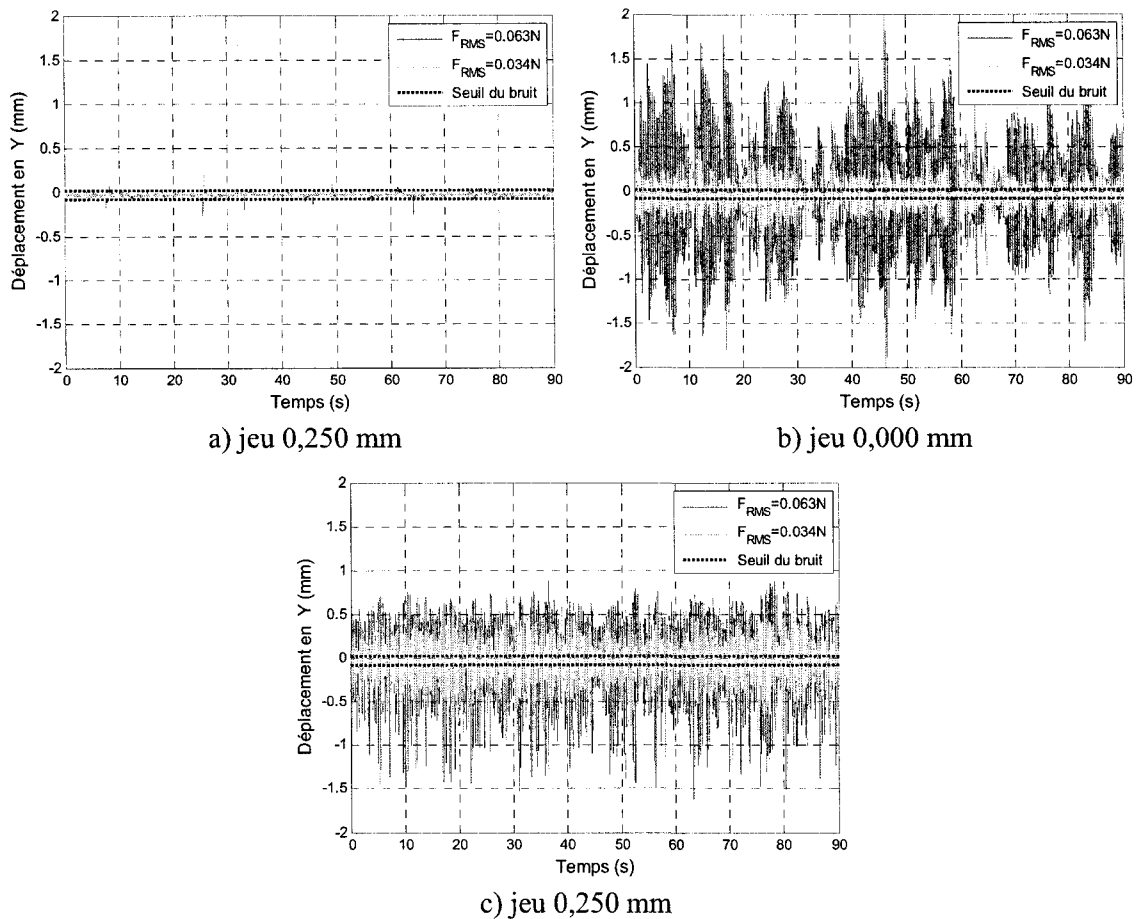 Déplacement en Y (mm)
2
1.5
1
0.5
0
-0.5
-1
-1.5
-2
F_RMS=0.063N
F_RMS=0.034N
Seuil du bruit
0 10 20 30 40 50 60 70 80 90
Temps (s)
a) jeu 0,250 mm
Déplacement en Y (mm)
2
1.5
1
0.5
0
-0.5
-1
-1.5
-2
F_RMS=0.063N
F_RMS=0.034N
Seuil du bruit
0 10 20 30 40 50 60 70 80 90
Temps (s)
b) jeu 0,000 mm
Déplacement en Y (mm)
2
1.5
1
0.5
0
-0.5
-1
-1.5
-2
F_RMS=0.063N
F_RMS=0.034N
Seuil du bruit
0 10 20 30 40 50 60 70 80 90
Temps (s)
c) jeu 0,250 mm